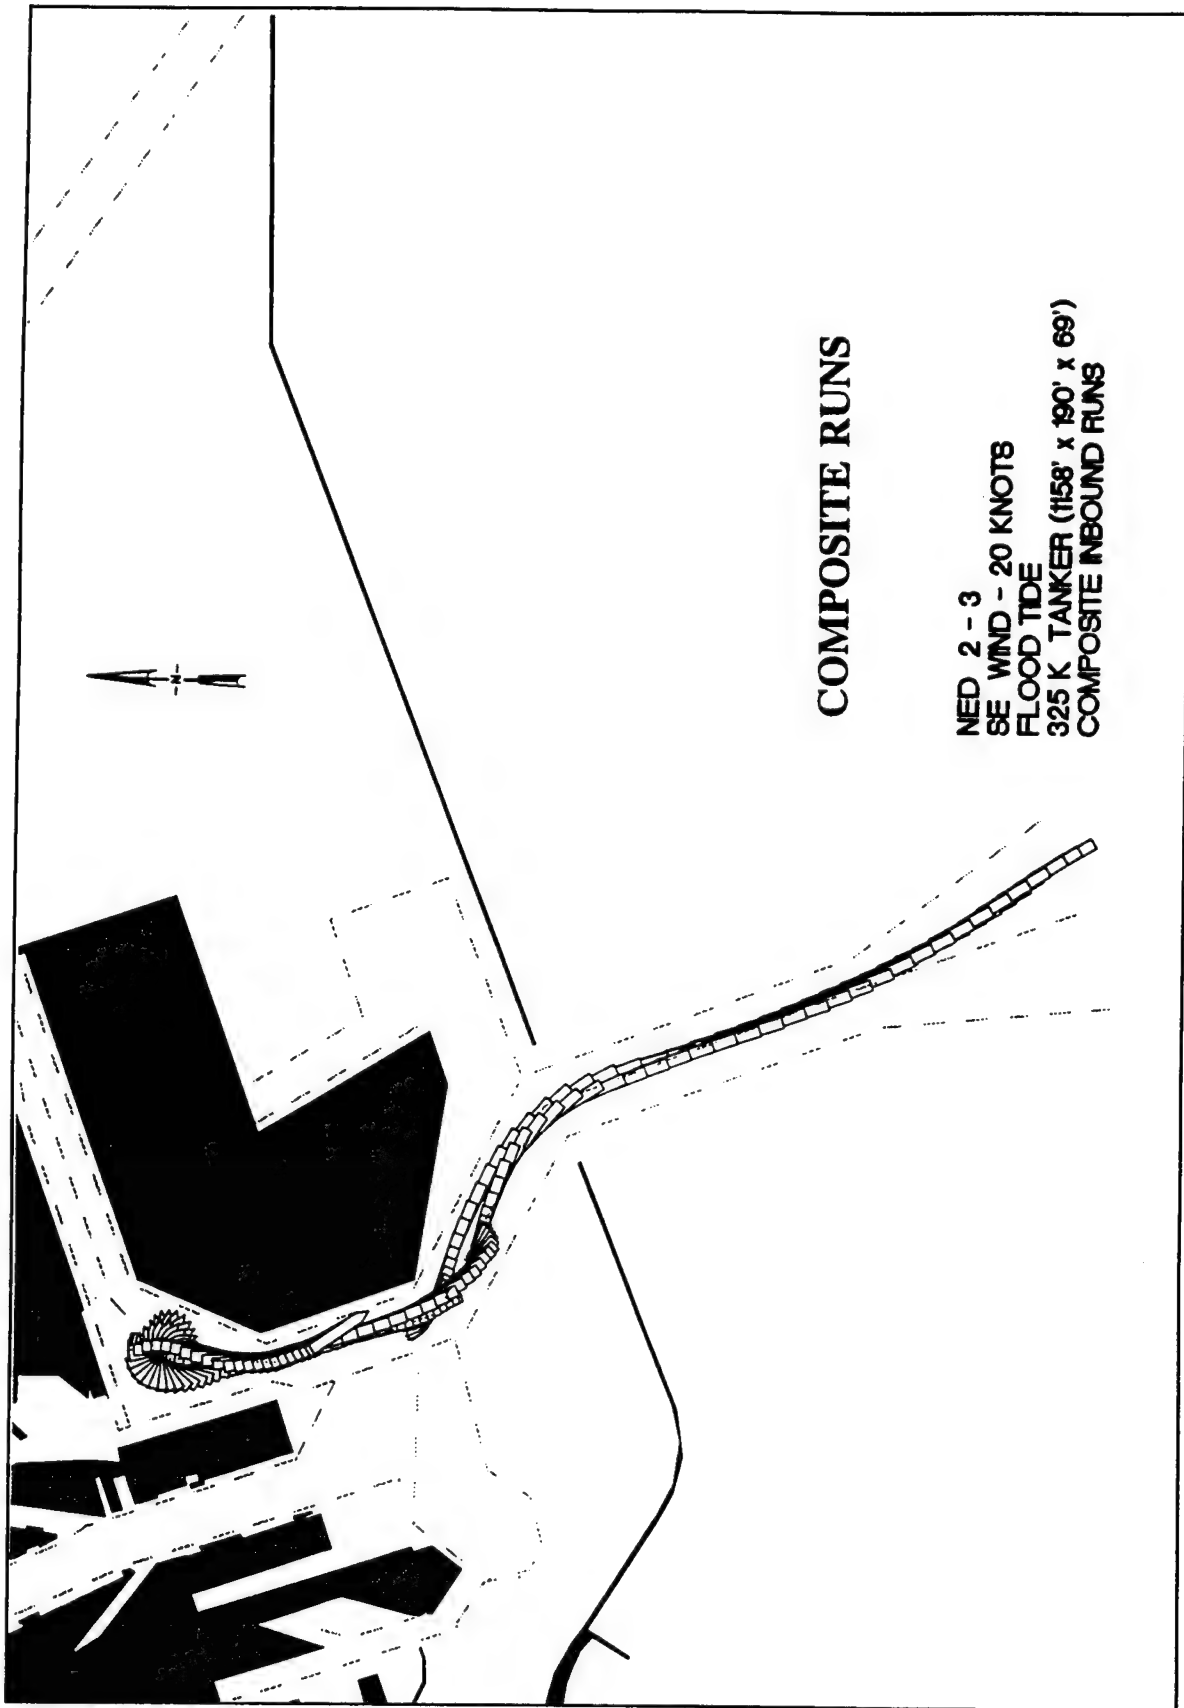 N
COMPOSITE RUNS
NED 2 - 3
SE WIND - 20 KNOTS
FLOOD TIDE
325 K TANKER (1158' x 190' x 69')
COMPOSITE INBOUND RUNS